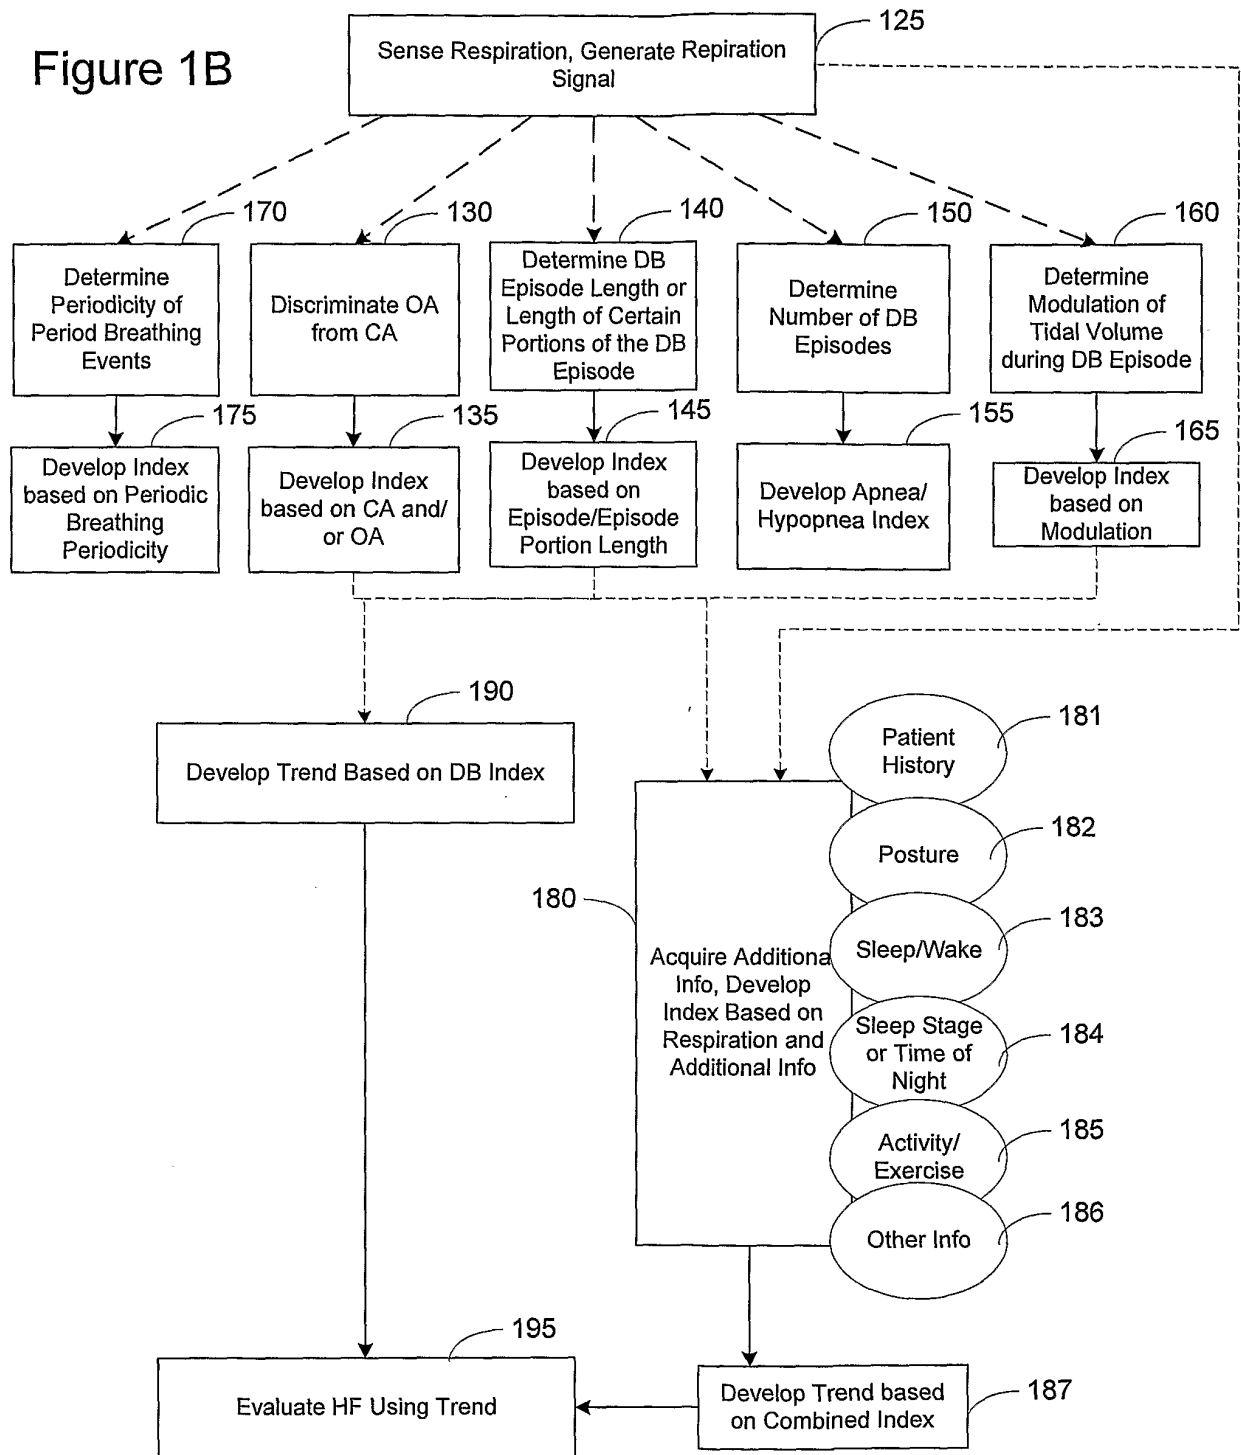 Figure 1B
125
Sense Respiration, Generate Repiration
Signal
170
130
140
150
160
Determine
Periodicity of
Period Breathing
Events
Discriminate OA
from CA
Determine DB
Episode Length or
Length of Certain
Portions of the DB
Episode
Determine
Number of DB
Episodes
Determine
Modulation of
Tidal Volume
during DB Episode
175
135
145
155
165
Develop Index
based on Periodic
Breathing
Periodicity
Develop Index
based on CA and/
or OA
Develop Index
based on
Episode/Episode
Portion Length
Develop Apnea/
Hypopnea Index
Develop Index
based on
Modulation
190
Develop Trend Based on DB Index
180
Acquire Additiona
Info, Develop
Index Based on
Respiration and
Additional Info
181
Patient
History
182
Posture
183
Sleep/Wake
184
Sleep Stage
or Time of
Night
185
Activity/
Exercise
186
Other Info
195
Evaluate HF Using Trend
187
Develop Trend based
on Combined Index